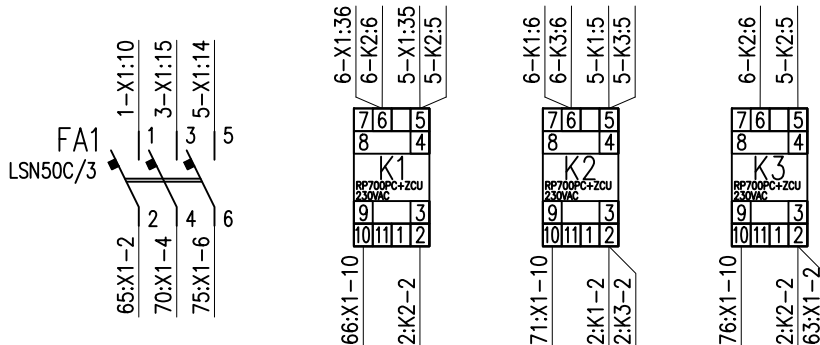 1-X1:10
3-X1:15
5-X1:14
FA1
LSN50C/3
1
3
5
2
4
6
65:X1-2
70:X1-4
75:X1-6
6-X1:36
6-K2:6
5-X1:35
5-K2:5
7 6 5
8 4
K1
RP700PC+ZCU
230VAC
9 3
10 11 1 2
66:X1-10
2:K2-2
6-K1:6
6-K3:6
5-K1:5
5-K3:5
7 6 5
8 4
K2
RP700PC+ZCU
230VAC
9 3
10 11 1 2
71:X1-10
2:K1-2
2:K3-2
6-K2:6
5-K2:5
7 6 5
8 4
K3
RP700PC+ZCU
230VAC
9 3
10 11 1 2
76:X1-10
2:K2-2
63:X1-2